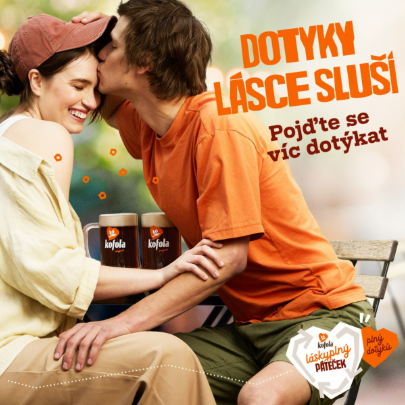 DOTYKY
LÁSCE SLUŠÍ
Pojďte se
víc dotýkat
kofola
kofola
kofola
láskyplný
PÁTEČEK
plný
dotyků